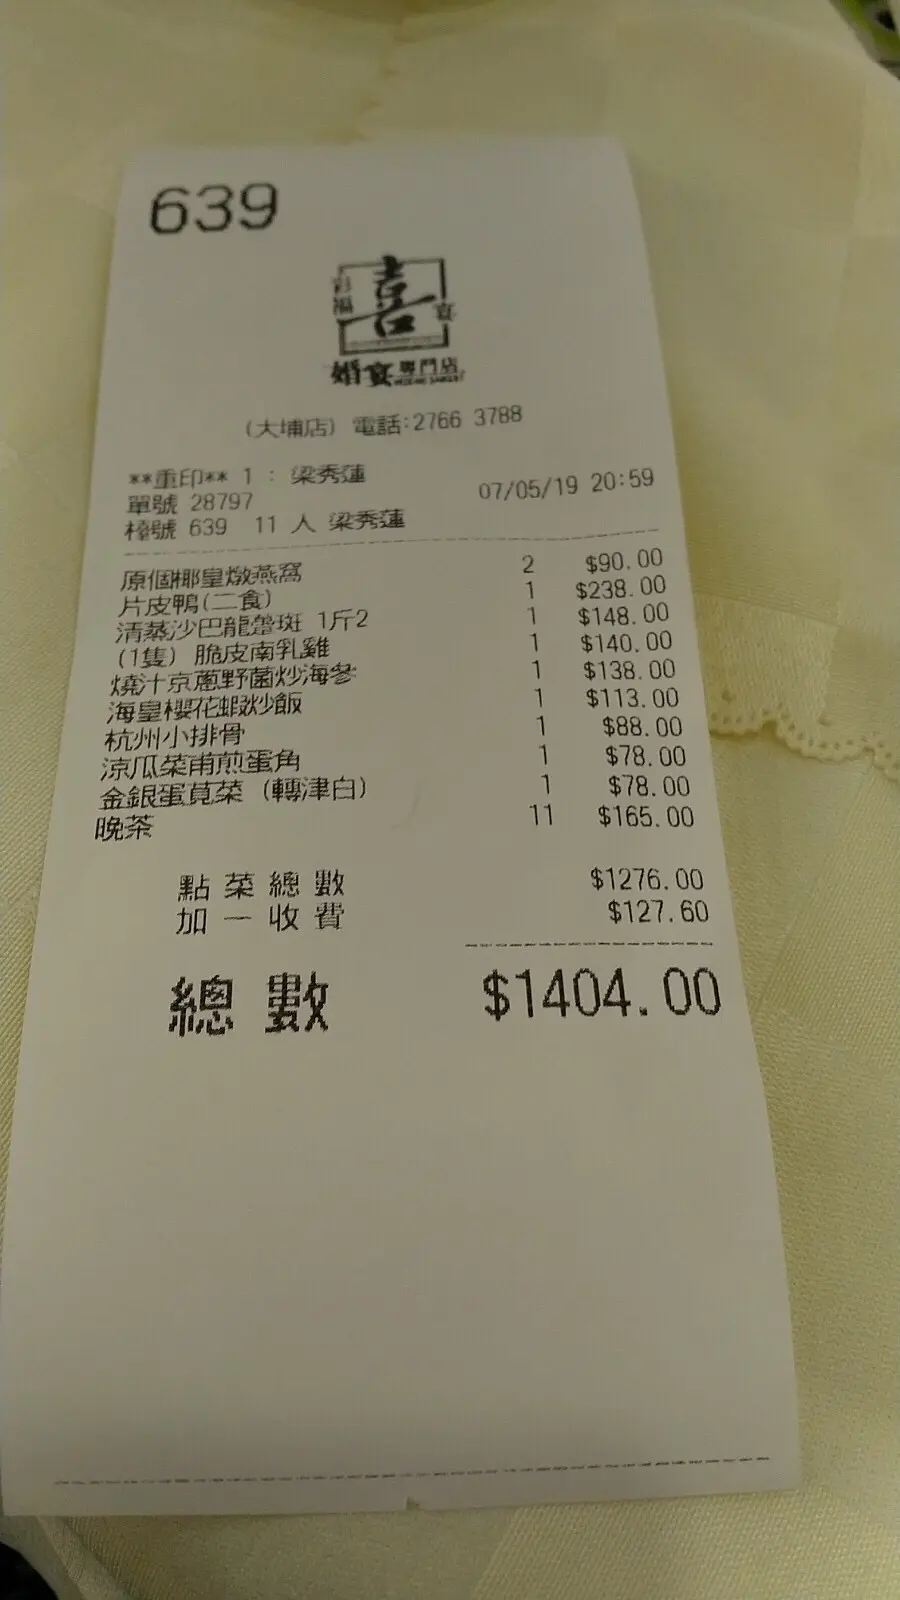 639
彩福
喜
宴
婚宴專門店
(大埔店) 電話:2766 3788
**重印** 1 : 梁秀蓮
單號 28797 07/05/19 20:59
檯號 639 11 人 梁秀蓮
原個椰皇燉燕窩 2 $90.00
片皮鴨(二食) 1 $238.00
清蒸沙巴龍躉斑 1斤2 1 $148.00
(1隻) 脆皮南乳雞 1 $140.00
燒汁京蔥野菌炒海參 1 $138.00
海皇櫻花蝦炒飯 1 $113.00
杭州小排骨 1 $88.00
涼瓜菜甫煎蛋角 1 $78.00
金銀蛋莧菜 (轉津白) 1 $78.00
晚茶 11 $165.00
點菜總數 $1276.00
加一收費 $127.60
總數 $1404.00